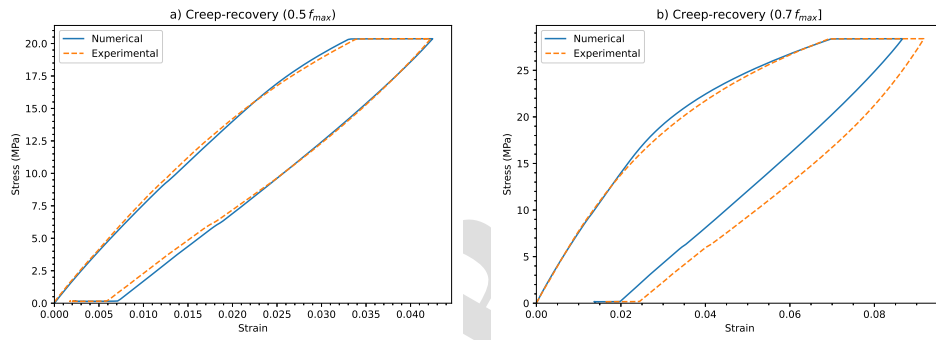 a) Creep-recovery (0.5 fmax)
20.0
17.5
15.0
12.5
10.0
7.5
5.0
2.5
0.0
Stress (MPa)
Numerical
Experimental
0.000 0.005 0.010 0.015 0.020 0.025 0.030 0.035 0.040
Strain
b) Creep-recovery (0.7 fmax]
25
20
15
10
5
0
Stress (MPa)
Numerical
Experimental
0.00 0.02 0.04 0.06 0.08
Strain